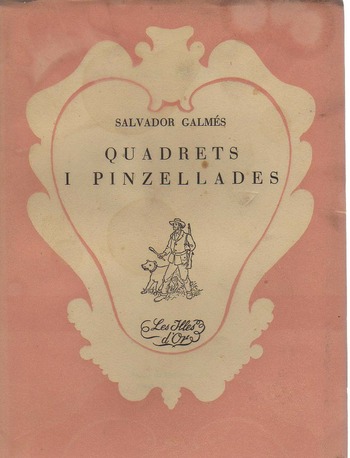 SALVADOR GALMÉS
QUADRETS
I PINZELLADES
Les Illes
d'Or